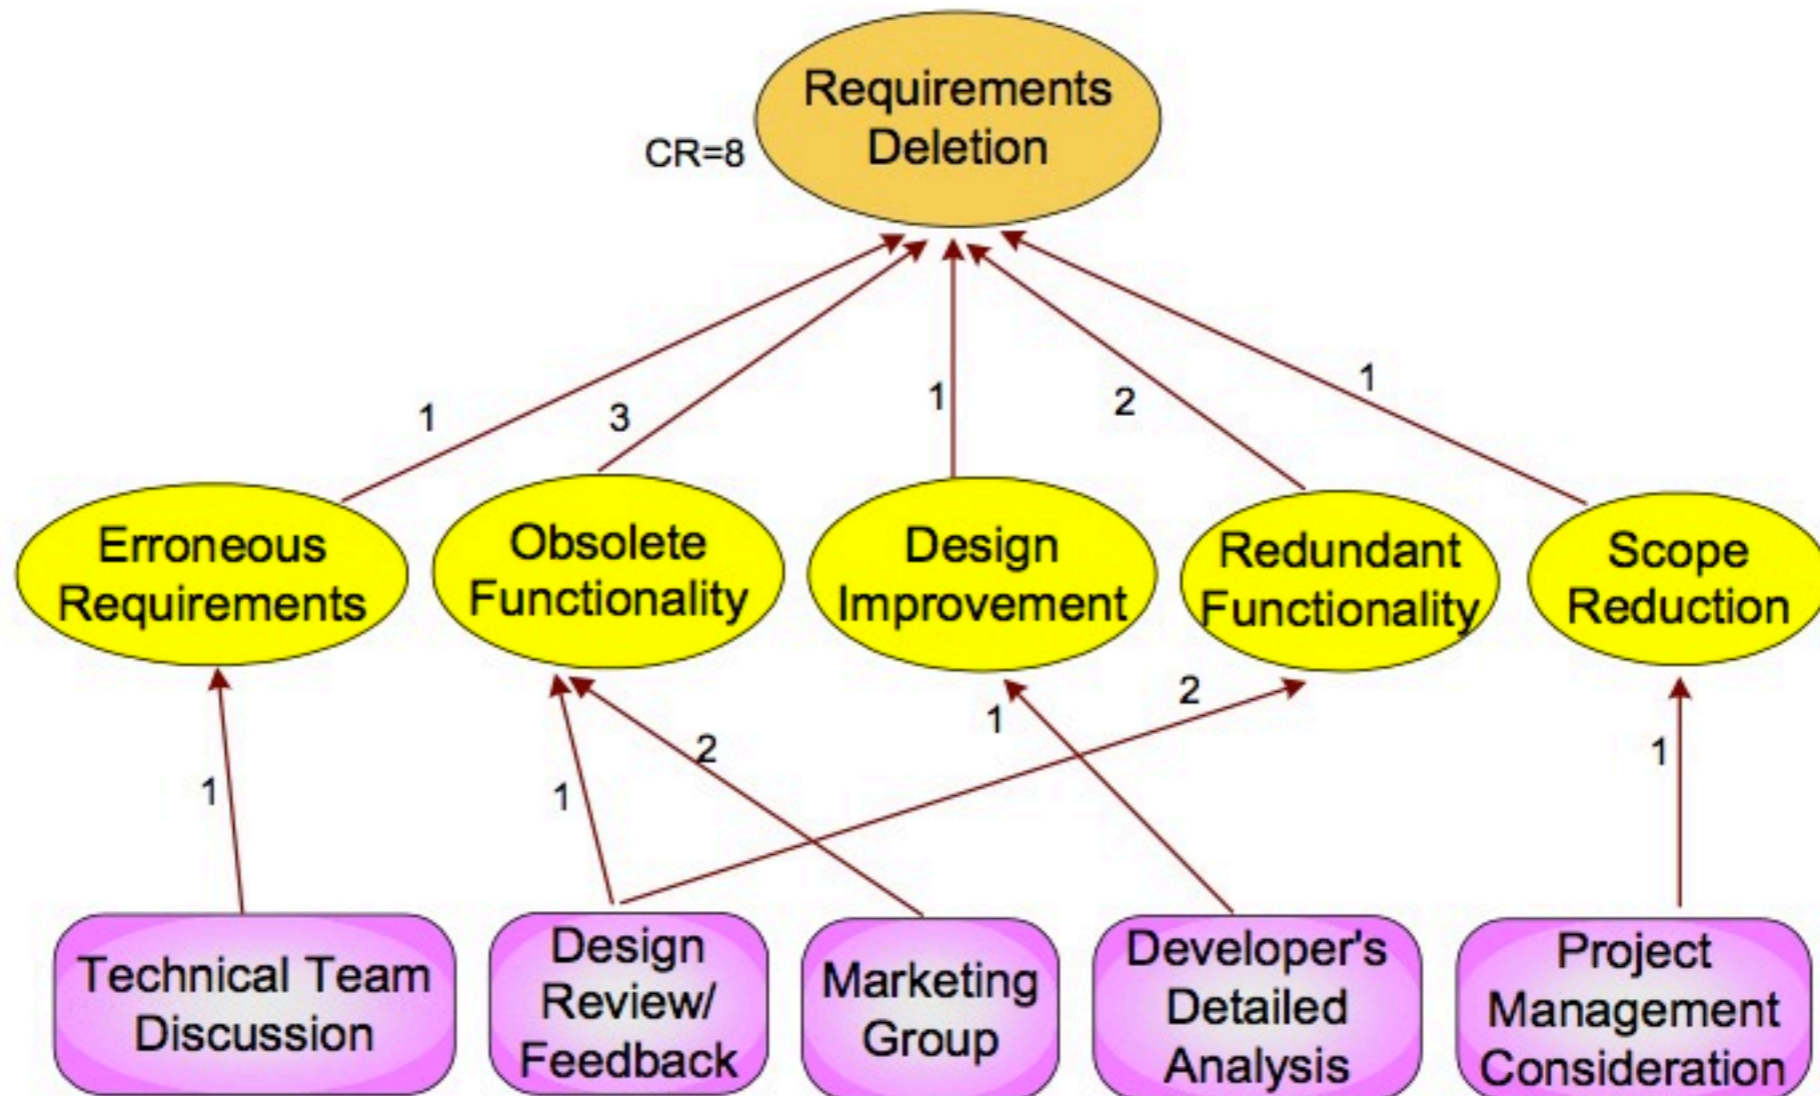 Requirements
Deletion
CR=8
1
3
1
2
1
Erroneous
Requirements
Obsolete
Functionality
Design
Improvement
Redundant
Functionality
Scope
Reduction
1
1
2
1
2
1
Technical Team
Discussion
Design
Review/
Feedback
Marketing
Group
Developer's
Detailed
Analysis
Project
Management
Consideration